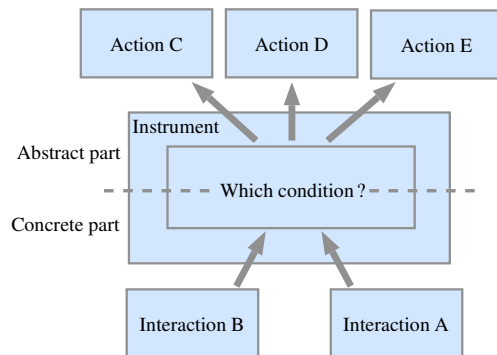 Action C
Action D
Action E
Instrument
Abstract part
Which condition ?
Concrete part
Interaction B
Interaction A